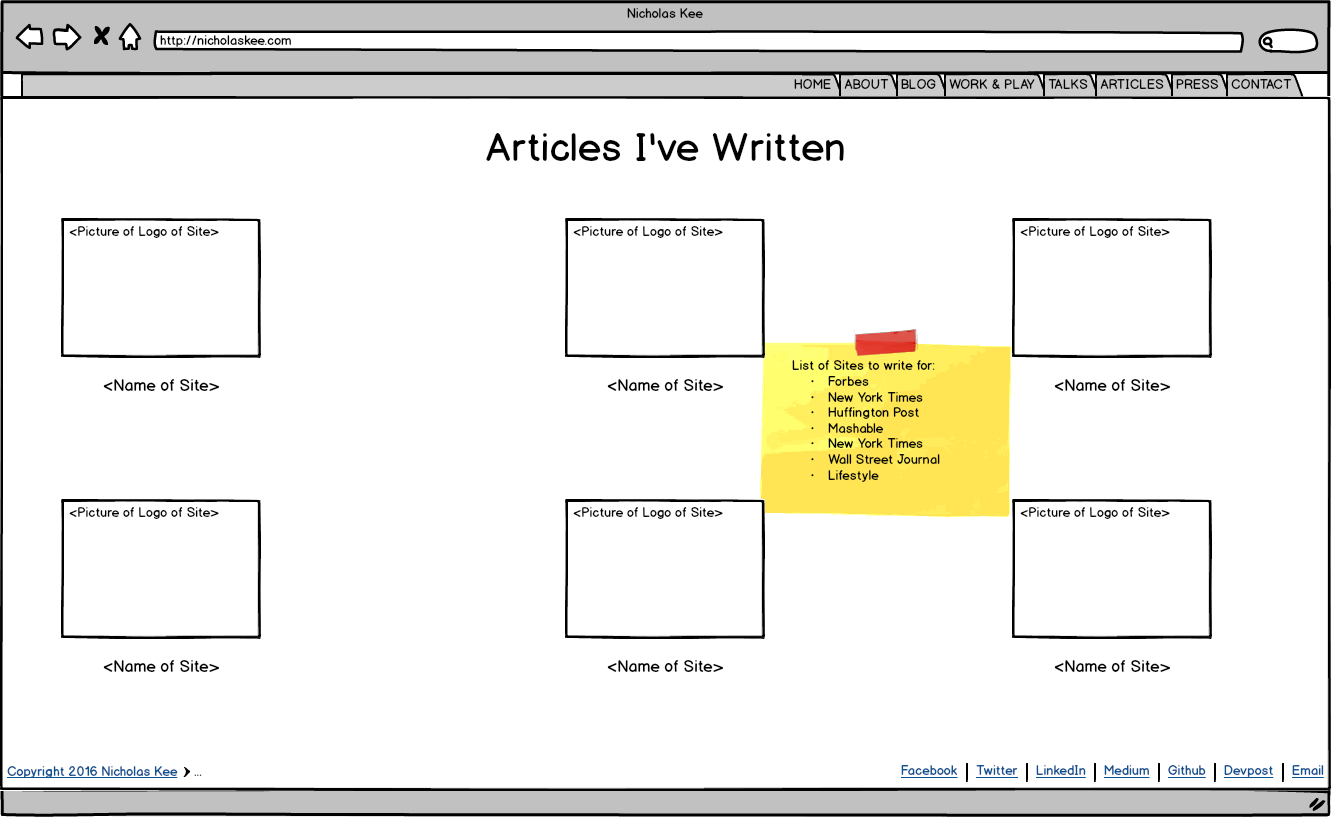 Nicholas Kee
http://nicholaskee.com
HOME ABOUT BLOG WORK & PLAY TALKS ARTICLES PRESS CONTACT
Articles I've Written
<Picture of Logo of Site> <Picture of Logo of Site> <Picture of Logo of Site>
<Name of Site> <Name of Site> <Name of Site>
List of Sites to write for:
· Forbes
· New York Times
· Huffington Post
· Mashable
· New York Times
· Wall Street Journal
· Lifestyle
<Picture of Logo of Site> <Picture of Logo of Site> <Picture of Logo of Site>
<Name of Site> <Name of Site> <Name of Site>
Copyright 2016 Nicholas Kee > ... Facebook | Twitter | LinkedIn | Medium | Github | Devpost | Email